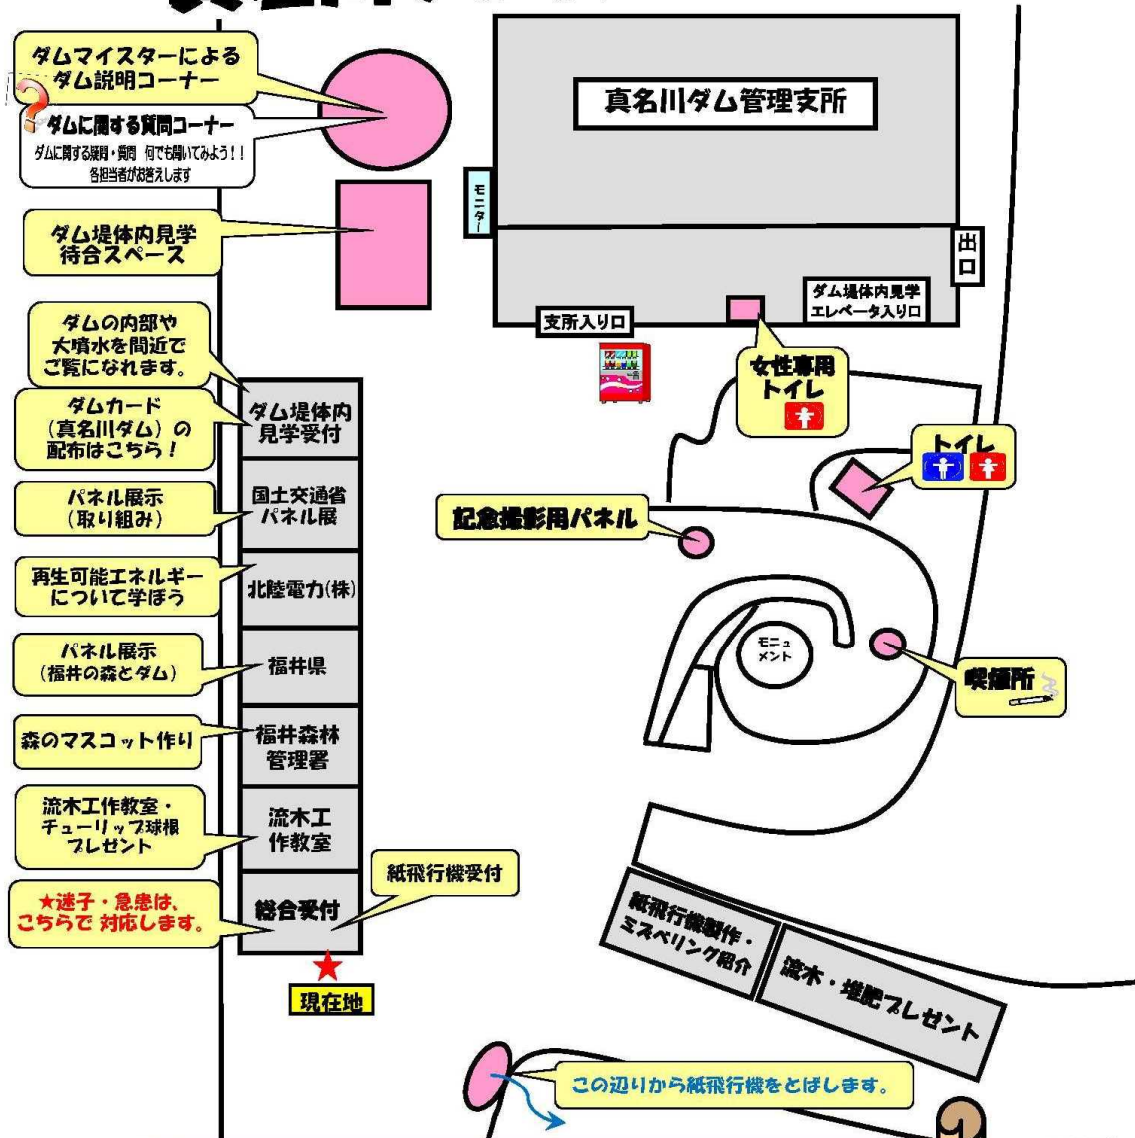 ダムマイスターによる
ダム説明コーナー
ダムに関する質問コーナー
ダムに関する疑問・質問 何でも聞いてみよう！！
各担当者がお答えします
ダム堤体内見学
待合スペース
真名川ダム管理支所
モニター
出口
ダム堤体内見学
エレベータ入り口
支所入り口
女性専用
トイレ
トイレ
ダムの内部や
大噴水を間近で
ご覧になれます。
ダムカード
（真名川ダム）の
配布はこちら！
ダム堤体内
見学受付
パネル展示
（取り組み）
国土交通省
パネル展
記念撮影用パネル
再生可能エネルギー
について学ぼう
北陸電力(株)
モニュ
メント
喫煙所
パネル展示
（福井の森とダム）
福井県
森のマスコット作り
福井森林
管理署
流木工作教室・
チューリップ球根
プレゼント
流木工
作教室
紙飛行機受付
★迷子・急患は、
こちらで 対応します。
総合受付
現在地
紙飛行機製作・
ミズベリング紹介
流木・堆肥プレゼント
この辺りから紙飛行機をとばします。